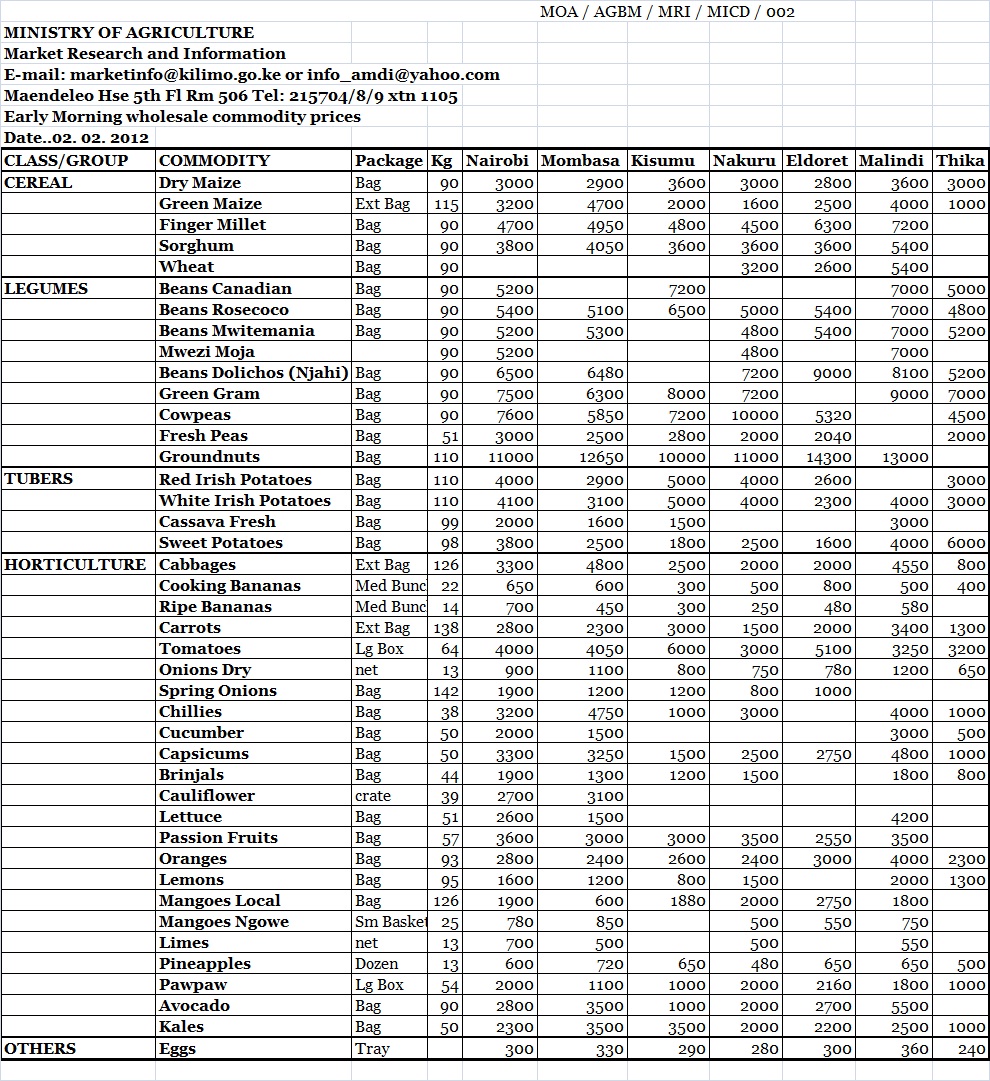 MOA / AGBM / MRI / MICD / 002
MINISTRY OF AGRICULTURE
Market Research and Information
E-mail: marketinfo@kilimo.go.ke or info_amdi@yahoo.com
Maendeleo Hse 5th Fl Rm 506 Tel: 215704/8/9 xtn 1105
Early Morning wholesale commodity prices
Date..02. 02. 2012
CLASS/GROUP COMMODITY Package Kg Nairobi Mombasa Kisumu Nakuru Eldoret Malindi Thika
CEREAL Dry Maize Bag 90 3000 2900 3600 3000 2800 3600 3000
Green Maize Ext Bag 115 3200 4700 2000 1600 2500 4000 1000
Finger Millet Bag 90 4700 4950 4800 4500 6300 7200
Sorghum Bag 90 3800 4050 3600 3600 3600 5400
Wheat Bag 90 3200 2600 5400
LEGUMES Beans Canadian Bag 90 5200 7200 7000 5000
Beans Rosecoco Bag 90 5400 5100 6500 5000 5400 7000 4800
Beans Mwitemania Bag 90 5200 5300 4800 5400 7000 5200
Mwezi Moja 90 5200 4800 7000
Beans Dolichos (Njahi) Bag 90 6500 6480 7200 9000 8100 5200
Green Gram Bag 90 7500 6300 8000 7200 9000 7000
Cowpeas Bag 90 7600 5850 7200 10000 5320 4500
Fresh Peas Bag 51 3000 2500 2800 2000 2040 2000
Groundnuts Bag 110 11000 12650 10000 11000 14300 13000
TUBERS Red Irish Potatoes Bag 110 4000 2900 5000 4000 2600 3000
White Irish Potatoes Bag 110 4100 3100 5000 4000 2300 4000 3000
Cassava Fresh Bag 99 2000 1600 1500 3000
Sweet Potatoes Bag 98 3800 2500 1800 2500 1600 4000 6000
HORTICULTURE Cabbages Ext Bag 126 3300 4800 2500 2000 2000 4550 800
Cooking Bananas Med Bunc 22 650 600 300 500 800 500 400
Ripe Bananas Med Bunc 14 700 450 300 250 480 580
Carrots Ext Bag 138 2800 2300 3000 1500 2000 3400 1300
Tomatoes Lg Box 64 4000 4050 6000 3000 5100 3250 3200
Onions Dry net 13 900 1100 800 750 780 1200 650
Spring Onions Bag 142 1900 1200 1200 800 1000
Chillies Bag 38 3200 4750 1000 3000 4000 1000
Cucumber Bag 50 2000 1500 3000 500
Capsicums Bag 50 3300 3250 1500 2500 2750 4800 1000
Brinjals Bag 44 1900 1300 1200 1500 1800 800
Cauliflower crate 39 2700 3100
Lettuce Bag 51 2600 1500 4200
Passion Fruits Bag 57 3600 3000 3000 3500 2550 3500
Oranges Bag 93 2800 2400 2600 2400 3000 4000 2300
Lemons Bag 95 1600 1200 800 1500 2000 1300
Mangoes Local Bag 126 1900 600 1880 2000 2750 1800
Mangoes Ngowe Sm Basket 25 780 850 500 550 750
Limes net 13 700 500 500 550
Pineapples Dozen 13 600 720 650 480 650 650 500
Pawpaw Lg Box 54 2000 1100 1000 2000 2160 1800 1000
Avocado Bag 90 2800 3500 1000 2000 2700 5500
Kales Bag 50 2300 3500 3500 2000 2200 2500 1000
OTHERS Eggs Tray 300 330 290 280 300 360 240